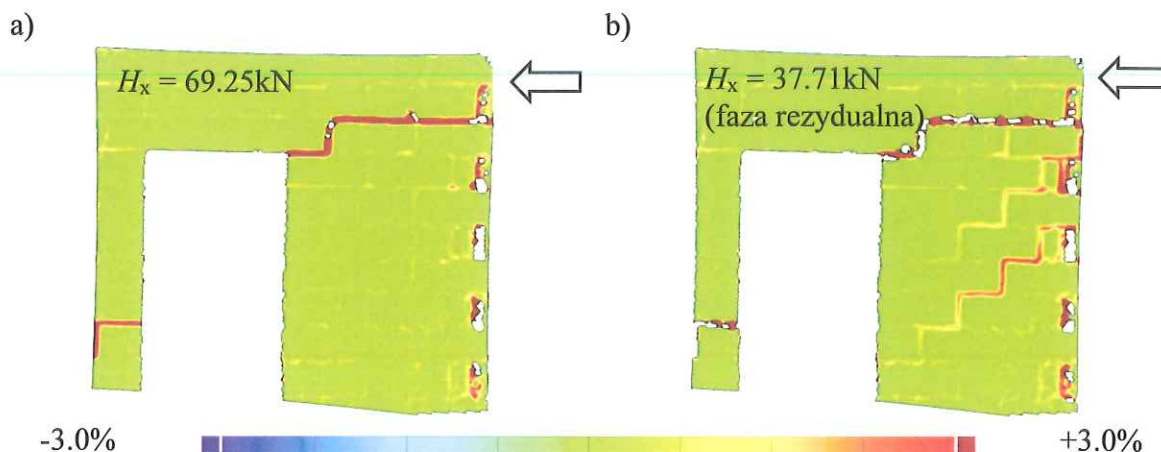 a)
b)
Hx = 69.25kN
Hx = 37.71kN
(faza rezydualna)
-3.0%
+3.0%